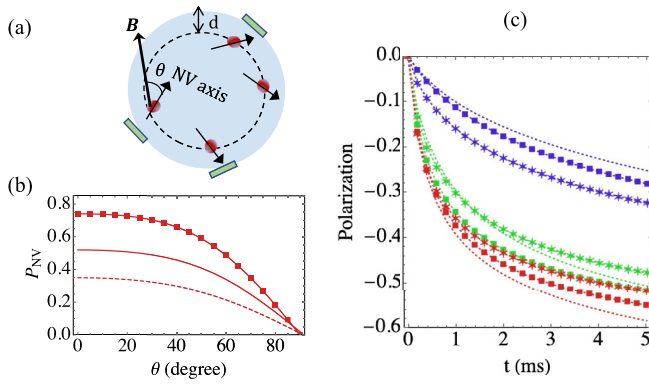 (a)
B
d
θ NV axis
(b)
P_NV
0.8
0.6
0.4
0.2
0.0
0 20 40 60 80
θ (degree)
(c)
Polarization
0.0
−0.1
−0.2
−0.3
−0.4
−0.5
−0.6
0 1 2 3 4 5
t (ms)